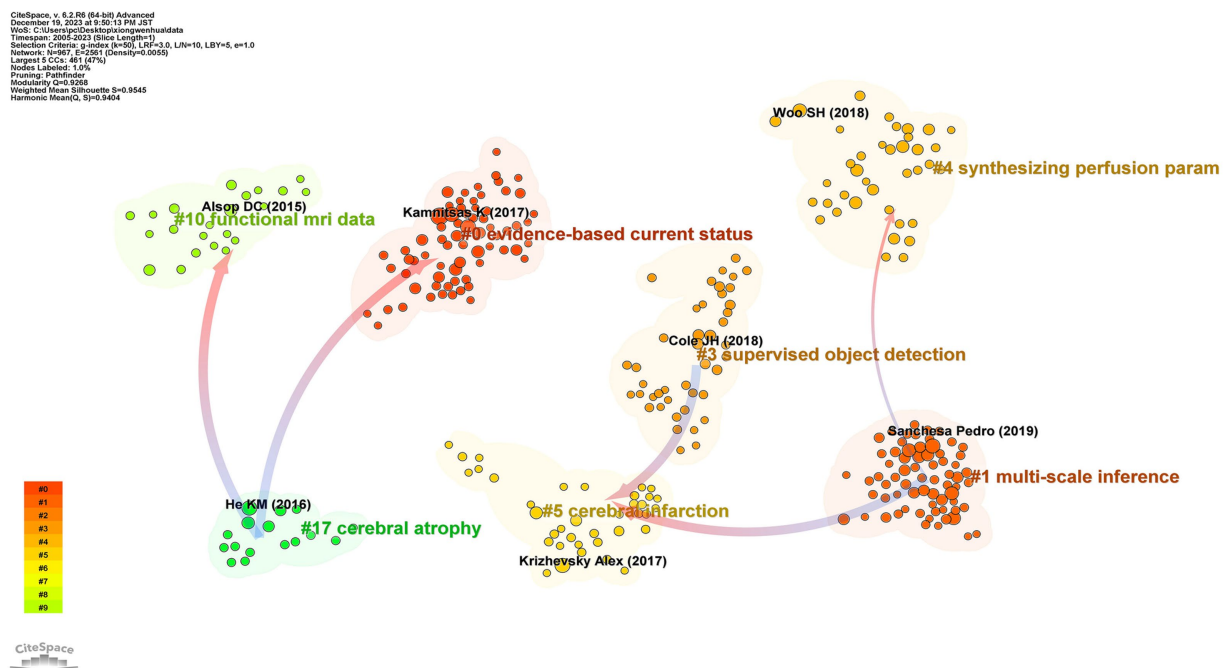 CiteSpace, v. 6.2.R6 (64-bit) Advanced
December 19, 2023 at 9:50:13 PM JST
WoS: C:\Users\pc\Desktop\xiongwenhua\data
Timespan: 2005-2023 (Slice Length=1)
Selection Criteria: g-index (k=50), LRF=3.0, L/N=10, LBY=5, e=1.0
Network: N=967, E=2561 (Density=0.0055)
Largest 5 CCs: 461 (47%)
Nodes Labeled: 1.0%
Pruning: Pathfinder
Modularity Q=0.9268
Weighted Mean Silhouette S=0.9545
Harmonic Mean(Q, S)=0.9404
Woo SH (2018)
#4 synthesizing perfusion param
Alsop DC (2015)
#10 functional mri data
Kamnitsas K (2017)
#0 evidence-based current status
Cole JH (2018)
#3 supervised object detection
Sanchesa Pedro (2019)
#1 multi-scale inference
He KM (2016)
#17 cerebral atrophy
#5 cerebral infarction
Krizhevsky Alex (2017)
#0
#1
#2
#3
#4
#5
#6
#7
#8
#9
CiteSpace